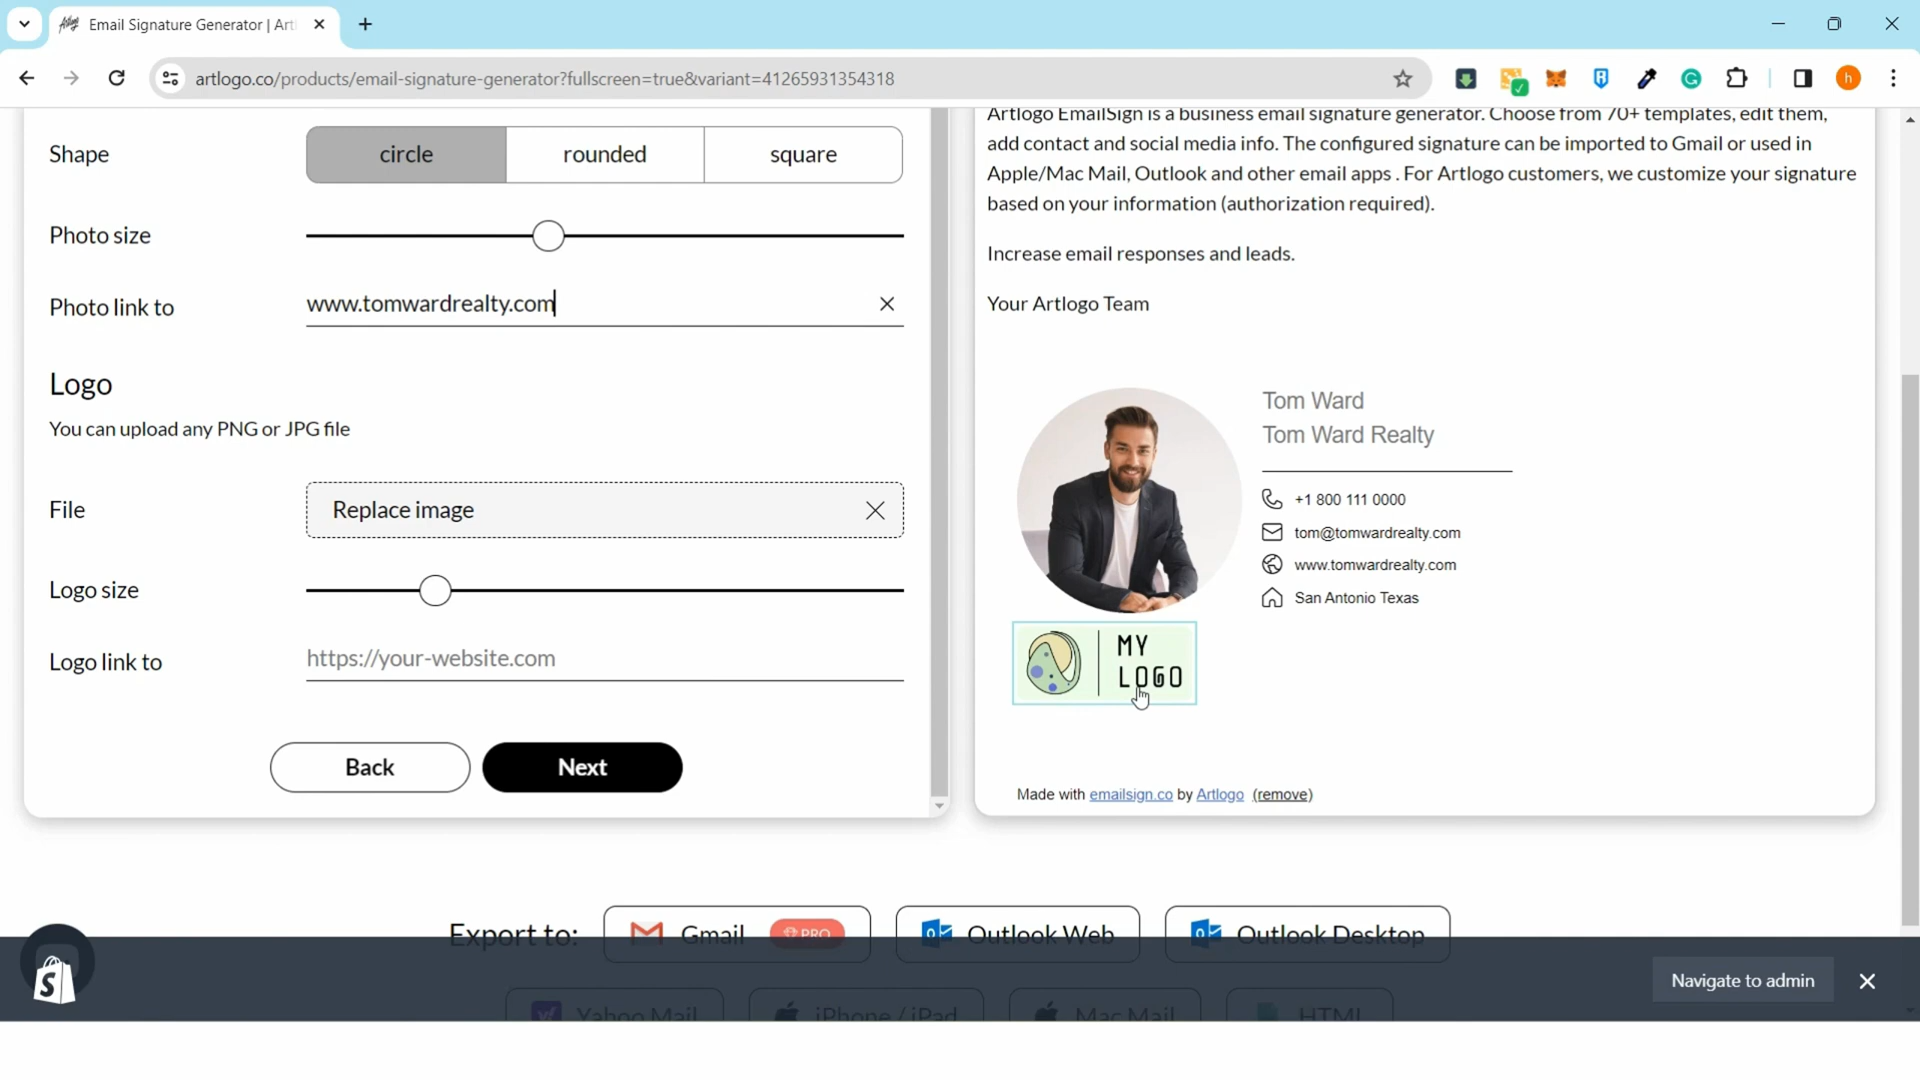 Email Signature Generator | Art
artlogo.co/products/email-signature-generator?fullscreen=true&variant=41265931354318
h
Shape
circle
rounded
square
Photo size
Photo link to
www.tomwardrealty.com
Logo
You can upload any PNG or JPG file
File
Replace image
Logo size
Logo link to
https://your-website.com
Back
Next
Artlogo EmailSign is a business email signature generator. Choose from 70+ templates, edit them,
add contact and social media info. The configured signature can be imported to Gmail or used in
Apple/Mac Mail, Outlook and other email apps . For Artlogo customers, we customize your signature
based on your information (authorization required).
Increase email responses and leads.
Your Artlogo Team
Tom Ward
Tom Ward Realty
+1 800 111 0000
tom@tomwardrealty.com
www.tomwardrealty.com
San Antonio Texas
MY
LOGO
Made with emailsign.co by Artlogo (remove)
Export to:
Gmail
PRO
Outlook Web
Outlook Desktop
Navigate to admin
Yahoo Mail
iPhone / iPad
Mac Mail
HTML